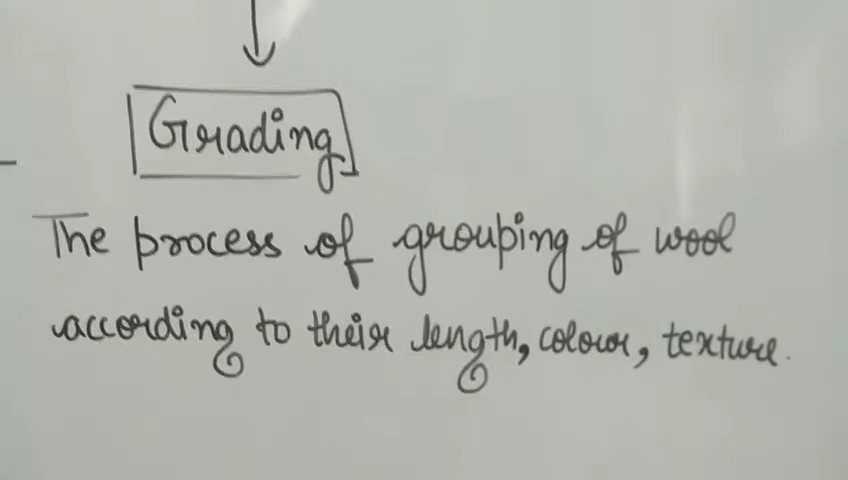 Grading
The process of grouping of wool
according to their length, colour, texture.